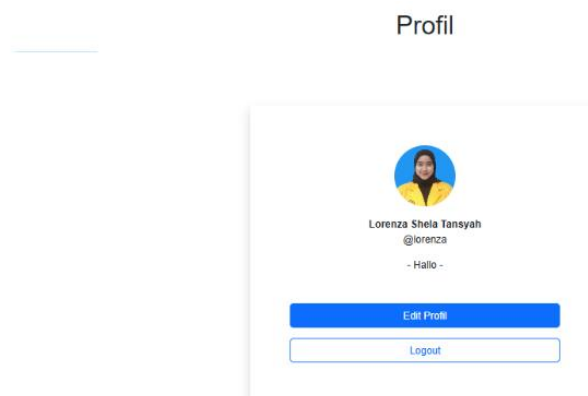 Profil
Lorenza Shela Tansyah
@lorenza
- Hallo -
Edit Profil
Logout